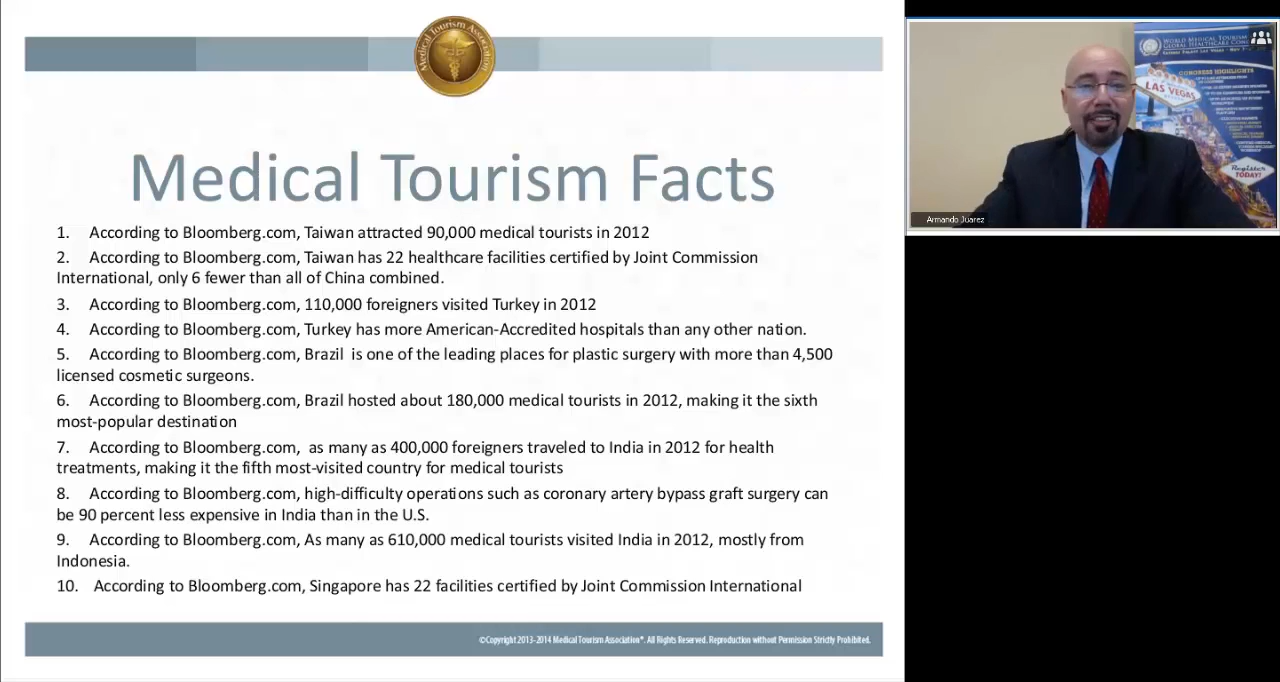 Medical Tourism Association
Medical Tourism Facts
1. According to Bloomberg.com, Taiwan attracted 90,000 medical tourists in 2012
2. According to Bloomberg.com, Taiwan has 22 healthcare facilities certified by Joint Commission
International, only 6 fewer than all of China combined.
3. According to Bloomberg.com, 110,000 foreigners visited Turkey in 2012
4. According to Bloomberg.com, Turkey has more American-Accredited hospitals than any other nation.
5. According to Bloomberg.com, Brazil is one of the leading places for plastic surgery with more than 4,500
licensed cosmetic surgeons.
6. According to Bloomberg.com, Brazil hosted about 180,000 medical tourists in 2012, making it the sixth
most-popular destination
7. According to Bloomberg.com, as many as 400,000 foreigners traveled to India in 2012 for health
treatments, making it the fifth most-visited country for medical tourists
8. According to Bloomberg.com, high-difficulty operations such as coronary artery bypass graft surgery can
be 90 percent less expensive in India than in the U.S.
9. According to Bloomberg.com, As many as 610,000 medical tourists visited India in 2012, mostly from
Indonesia.
10. According to Bloomberg.com, Singapore has 22 facilities certified by Joint Commission International
©Copyright 2013-2014 Medical Tourism Association®. All Rights Reserved. Reproduction without Permission Strictly Prohibited.
WORLD MEDICAL TOURISM
GLOBAL HEALTHCARE
CONGRESS HIGHLIGHTS
LAS VEGAS
Register
TODAY!
Armando Juarez